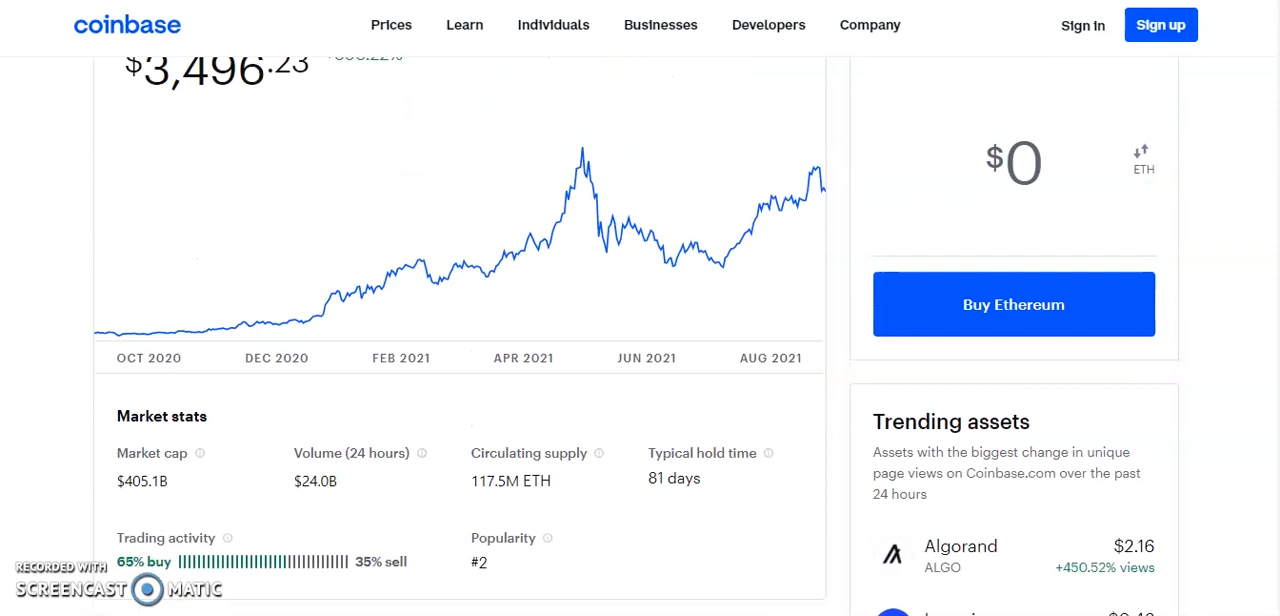 coinbase Prices Learn Individuals Businesses Developers Company Sign in Sign up
$3,496.23
$0
ETH
Buy Ethereum
OCT 2020 DEC 2020 FEB 2021 APR 2021 JUN 2021 AUG 2021
Market stats
Market cap Volume (24 hours) Circulating supply Typical hold time
$405.1B $24.0B 117.5M ETH 81 days
Trading activity Popularity
65% buy 35% sell #2
Trending assets
Assets with the biggest change in unique
page views on Coinbase.com over the past
24 hours
Algorand $2.16
ALGO +450.52% views
RECORDED WITH
SCREENCAST MATIC